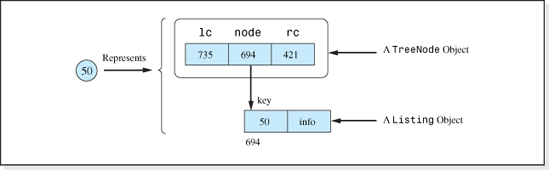 lc node rc
735 694 421
A TreeNode Object
Represents
50
key
50 info
A Listing Object
694